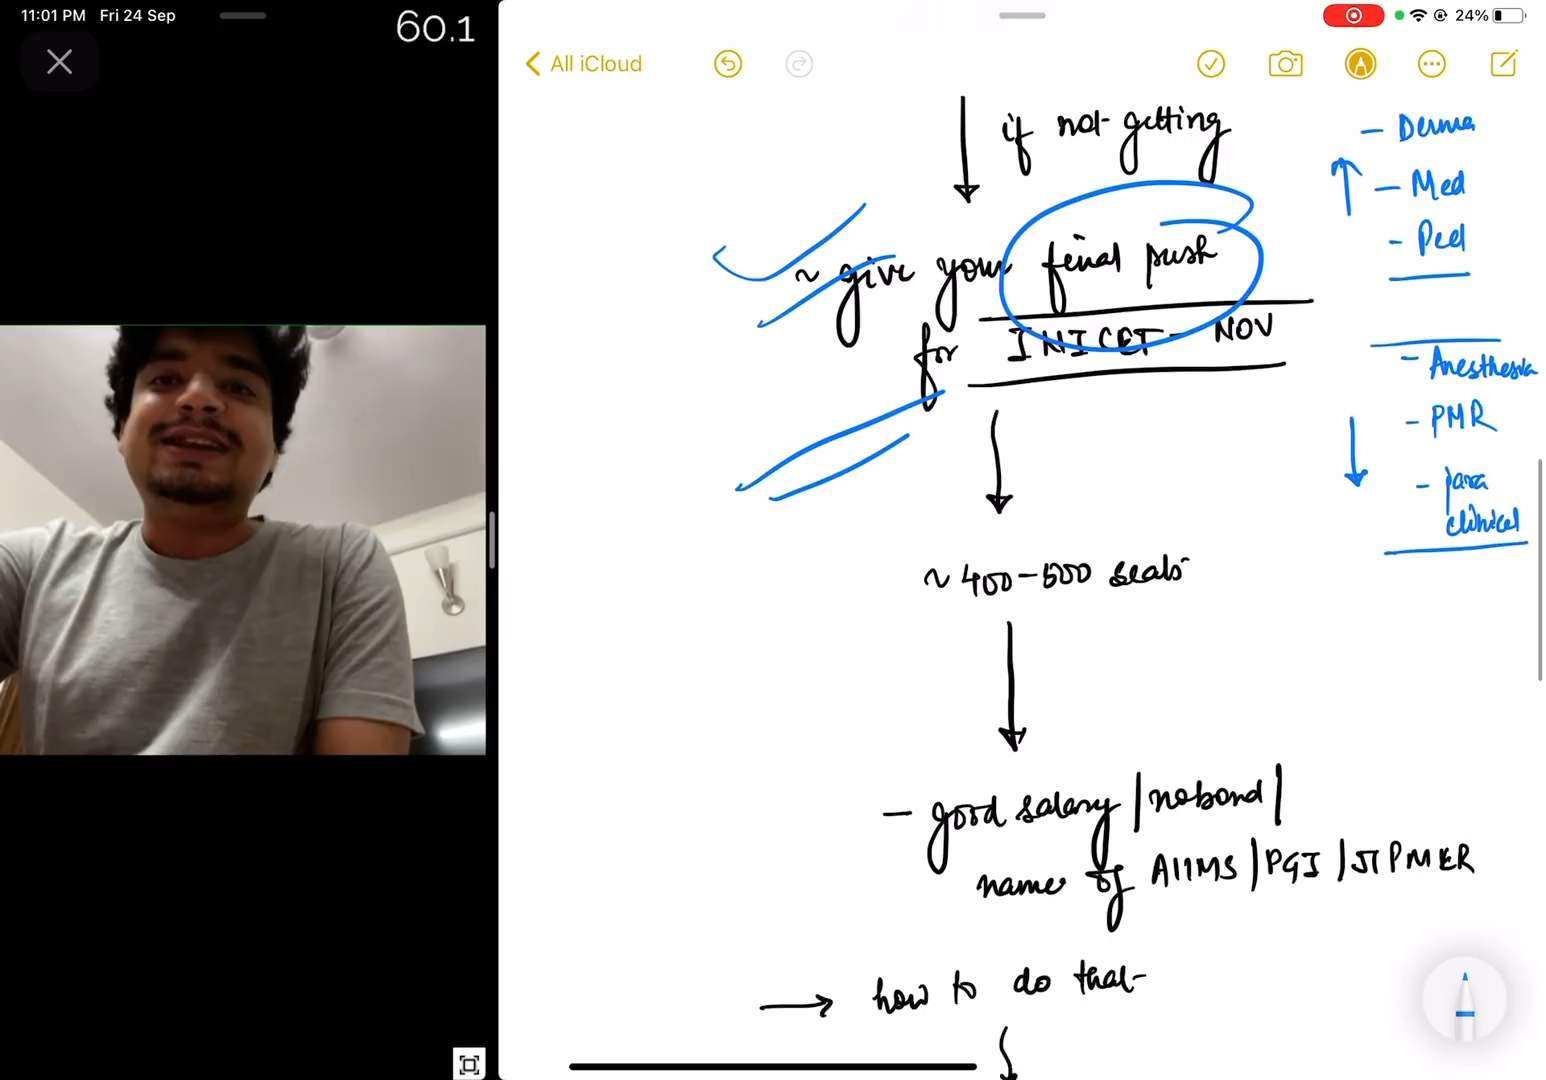 11:01 PM Fri 24 Sep
60.1
24%
All iCloud
if not getting
~ give your final push
for INICET - NOV
~ 400-500 seats
- good salary | no bond |
name of AIIMS | PGI | JIPMER
→ how to do that
- Derma
↑ - Med
- Ped
- Anesthesia
- PMR
- para
clinical